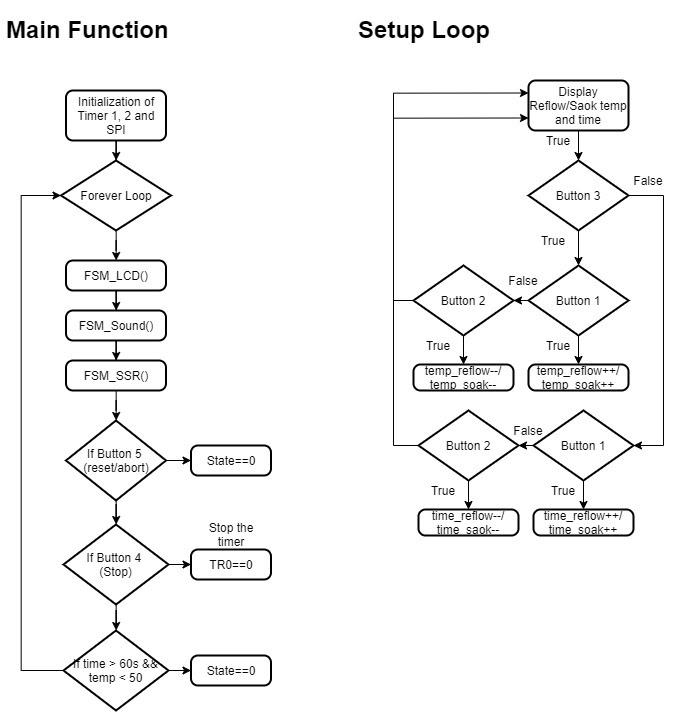 Main Function
Initialization of
Timer 1, 2 and
SPI
Forever Loop
FSM_LCD()
FSM_Sound()
FSM_SSR()
If Button 5
(reset/abort)
State==0
If Button 4
(Stop)
Stop the
timer
TR0==0
If time > 60s &&
temp < 50
State==0
Setup Loop
Display
Reflow/Saok temp
and time
True
Button 3
False
True
Button 1
False
Button 2
True
True
temp_reflow--/
temp_soak--
temp_reflow++/
temp_soak++
Button 2
False
Button 1
True
True
time_reflow--/
time_saok--
time_reflow++/
time_soak++